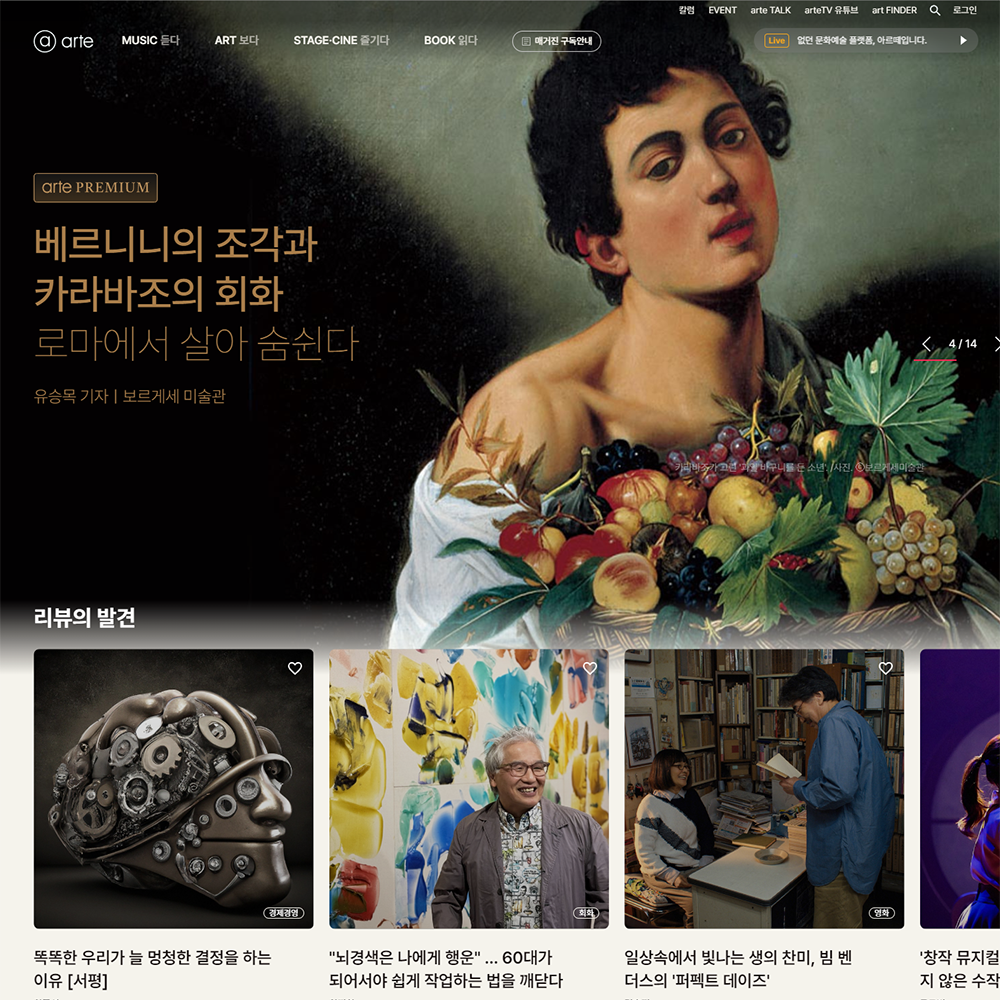 칼럼 EVENT arte TALK arteTV 유튜브 art FINDER 로그인
arte MUSIC 듣다 ART 보다 STAGE·CINE 즐기다 BOOK 읽다 매거진 구독안내 Live 없던 문화예술 플랫폼, 아르떼입니다.
arte PREMIUM
베르니니의 조각과
카라바조의 회화
로마에서 살아 숨쉰다
유승목 기자 | 보르게세 미술관
4 / 14
카라바조가 그린 '과일 바구니를 든 소년'. /사진. ⓒ보르게세미술관
리뷰의 발견
경제경영
회화
영화
똑똑한 우리가 늘 멍청한 결정을 하는
이유 [서평]
"뇌경색은 나에게 행운" ... 60대가
되어서야 쉽게 작업하는 법을 깨닫다
일상속에서 빛나는 생의 찬미, 빔 벤
더스의 '퍼펙트 데이즈'
'창작 뮤지컬
지 않은 수작